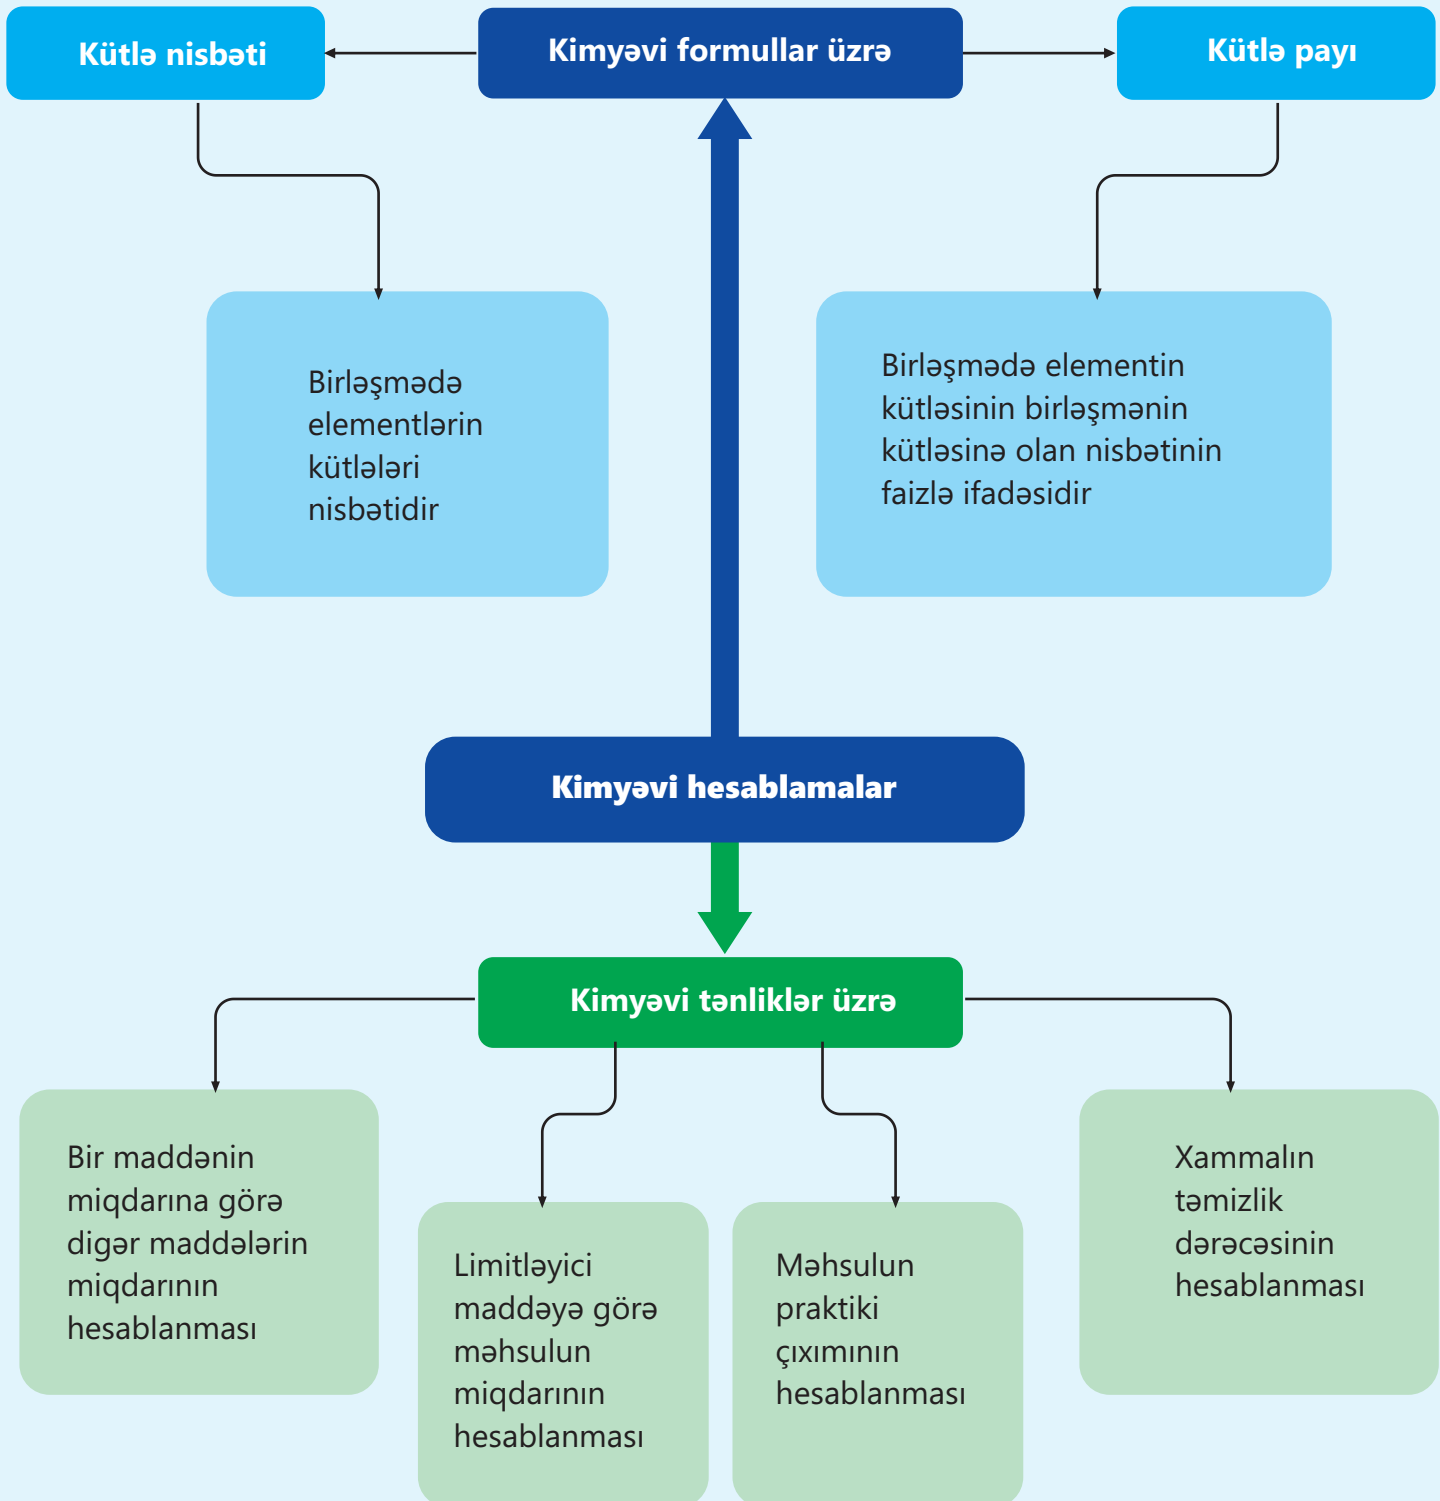 Kütlə nisbəti
Kimyəvi formullar üzrə
Kütlə payı
Birləşmədə
elementlərin
kütlələri
nisbətidir
Birləşmədə elementin
kütləsinin birləşmənin
kütləsinə olan nisbətinin
faizlə ifadəsidir
Kimyəvi hesablamalar
Kimyəvi tənliklər üzrə
Bir maddənin
miqdarına görə
digər maddələrin
miqdarının
hesablanması
Limitləyici
maddəyə görə
məhsulun
miqdarının
hesablanması
Məhsulun
praktiki
çıxımının
hesablanması
Xammalın
təmizlik
dərəcəsinin
hesablanması